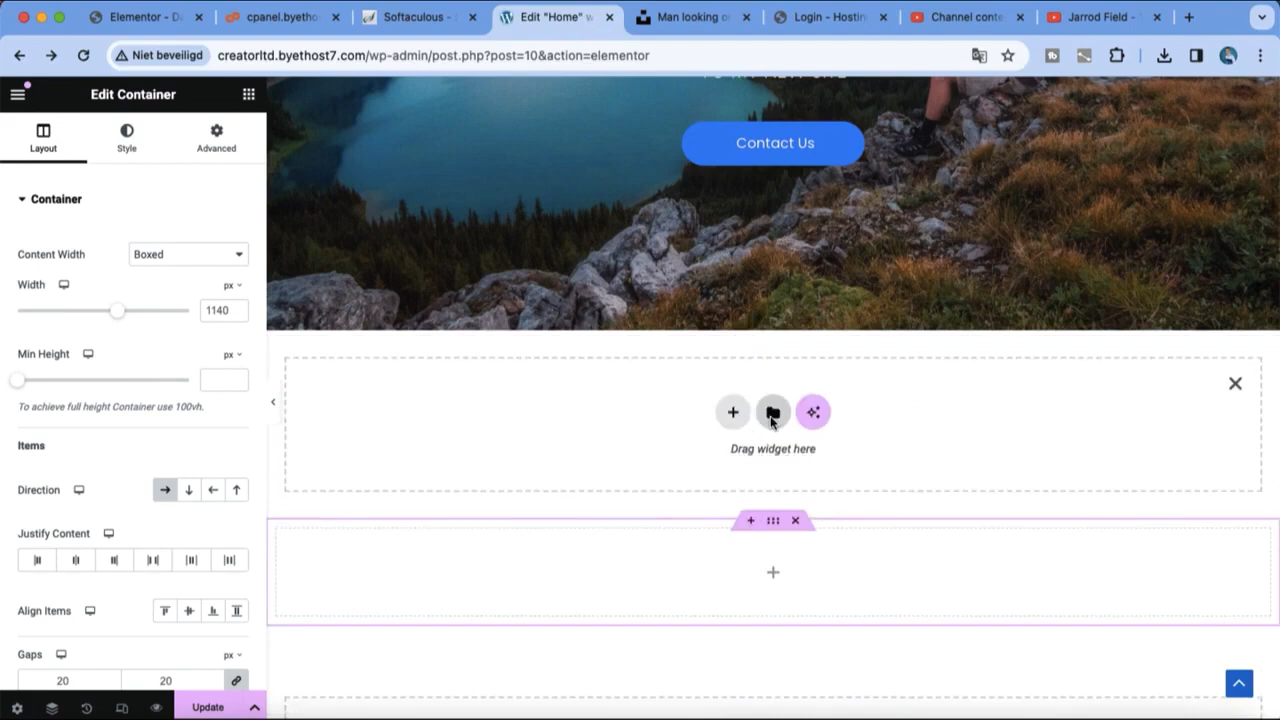 Elementor - Da
cpanel.byetho
Softaculous -
Edit "Home" w
Man looking o
Login - Hostin
Channel conte
Jarrod Field -
Niet beveiligd
creatorltd.byethost7.com/wp-admin/post.php?post=10&action=elementor
Edit Container
Layout
Style
Advanced
Container
Content Width
Boxed
Width
px
1140
Min Height
px
To achieve full height Container use 100vh.
Items
Direction
Justify Content
Align Items
Gaps
px
20
20
Update
Contact Us
Drag widget here